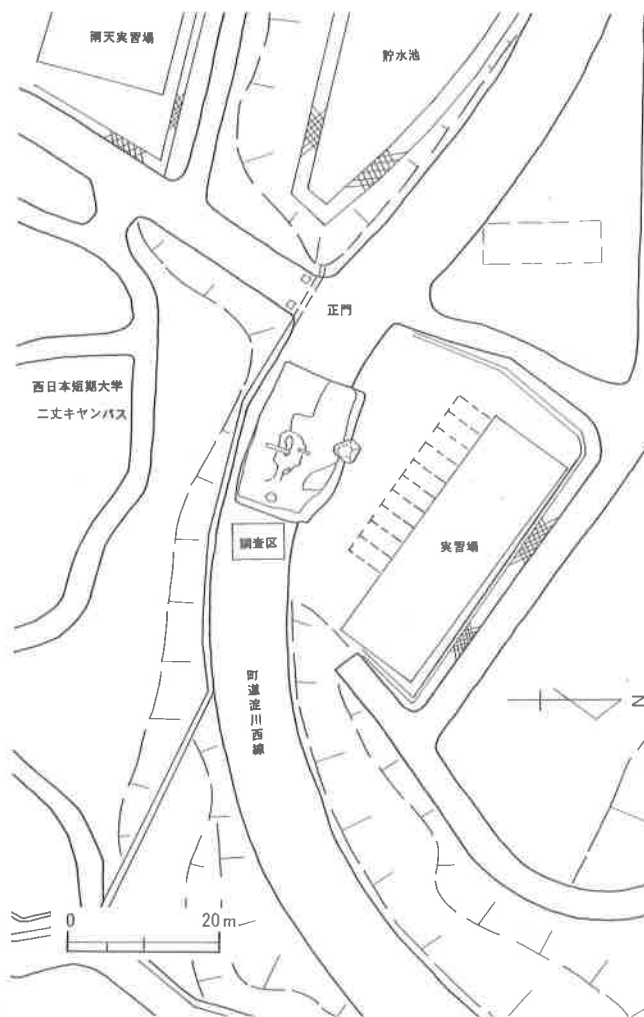 雨天実習場
貯水池
正門
西日本短期大学
二丈キヤンパス
調査区
実習場
町道淀川西線
N
0 20m